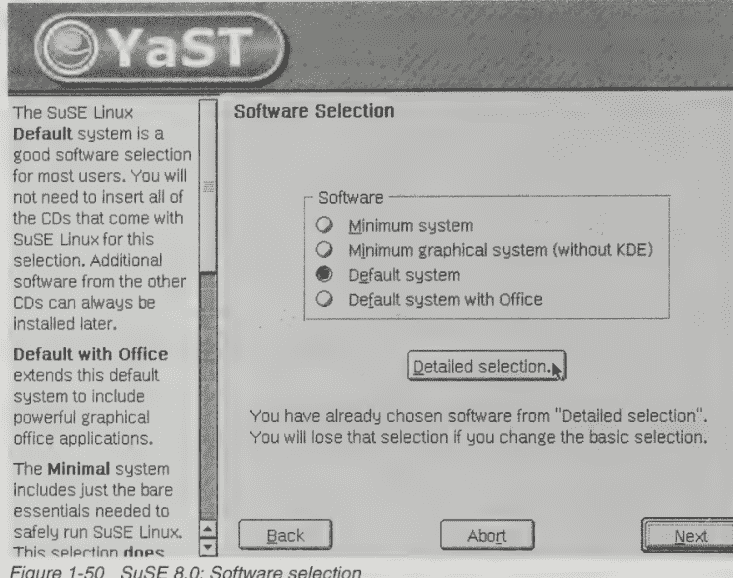 YaST
The SuSE Linux
Default system is a
good software selection
for most users. You will
not need to insert all of
the CDs that come with
SuSE Linux for this
selection. Additional
software from the other
CDs can always be
installed later.
Default with Office
extends this default
system to include
powerful graphical
office applications.
The Minimal system
includes just the bare
essentials needed to
safely run SuSE Linux.
This selection does
Software Selection
Software
Minimum system
Minimum graphical system (without KDE)
Default system
Default system with Office
Detailed selection.
You have already chosen software from "Detailed selection".
You will lose that selection if you change the basic selection.
Back
Abort
Next
Figure 1-50 SuSE 8.0: Software selection